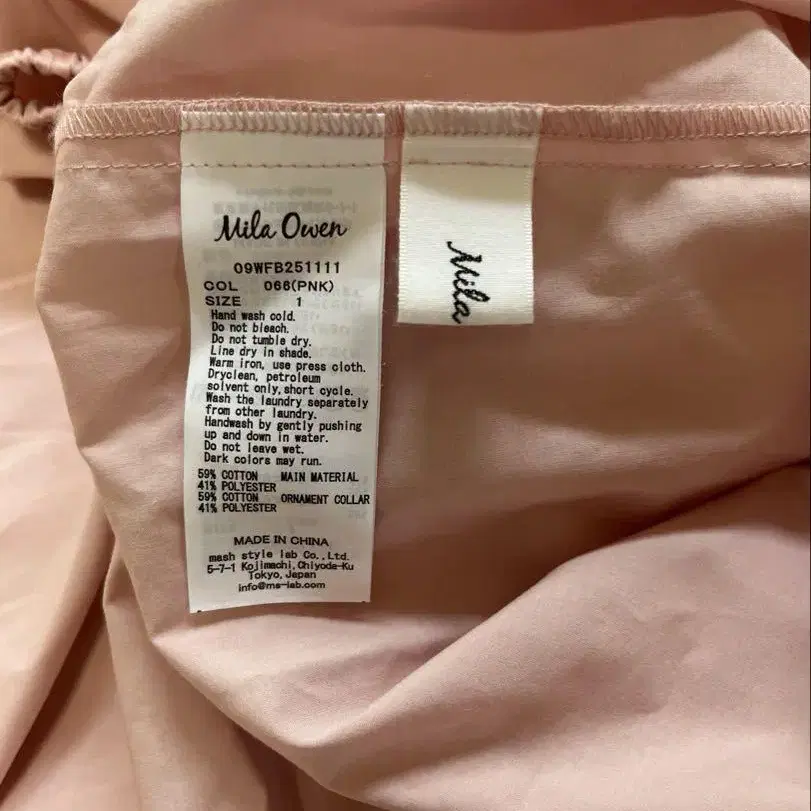 Mila Owen
09WFB251111
COL 066(PNK)
SIZE 1
Hand wash cold.
Do not bleach.
Do not tumble dry.
Line dry in shade.
Warm iron, use press cloth.
Dryclean, petroleum
solvent only, short cycle.
Wash the laundry separately
from other laundry.
Handwash by gently pushing
up and down in water.
Do not leave wet.
Dark colors may run.
59% COTTON MAIN MATERIAL
41% POLYESTER
59% COTTON ORNAMENT COLLAR
41% POLYESTER
MADE IN CHINA
mash style lab Co.,Ltd.
5-7-1 Kojimachi,Chiyoda-Ku
Tokyo,Japan
info@ms-lab.com
Mila